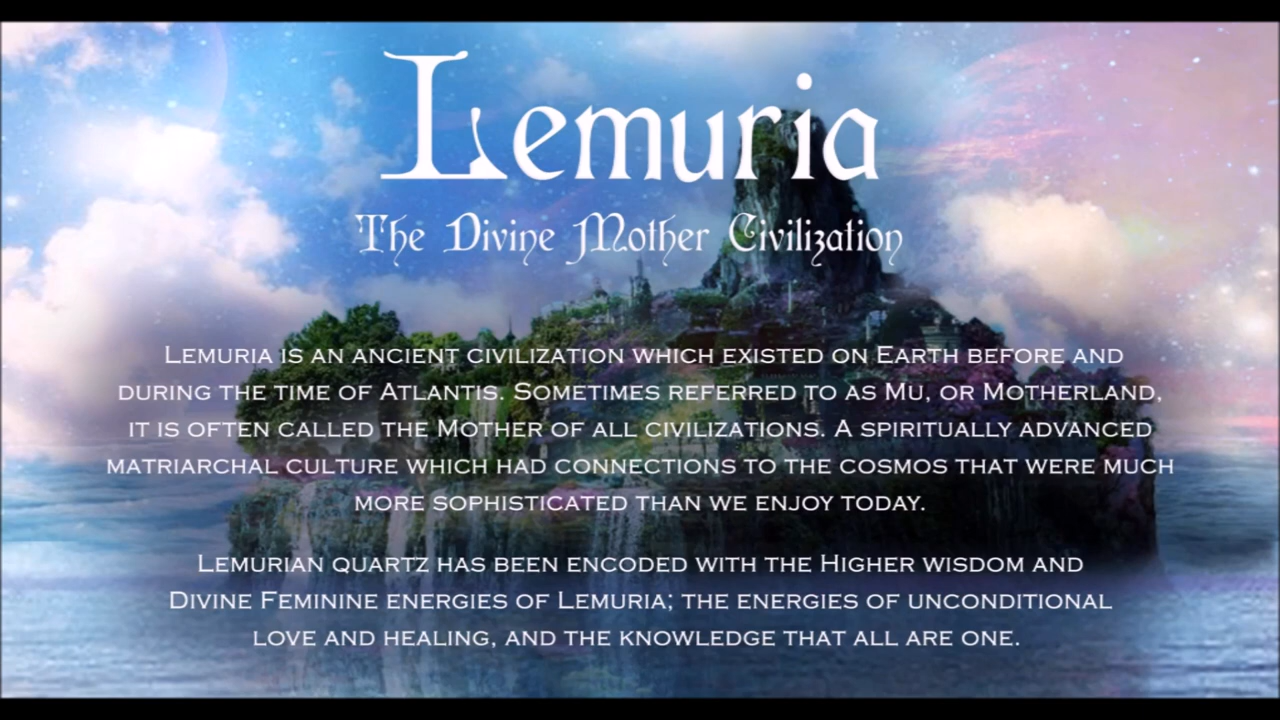 Lemuria
The Divine Mother Civilization
Lemuria is an ancient civilization which existed on Earth before and
during the time of Atlantis. Sometimes referred to as Mu, or Motherland,
it is often called the Mother of all civilizations. A spiritually advanced
matriarchal culture which had connections to the cosmos that were much
more sophisticated than we enjoy today.
Lemurian quartz has been encoded with the Higher wisdom and
Divine Feminine energies of Lemuria; the energies of unconditional
love and healing, and the knowledge that all are one.